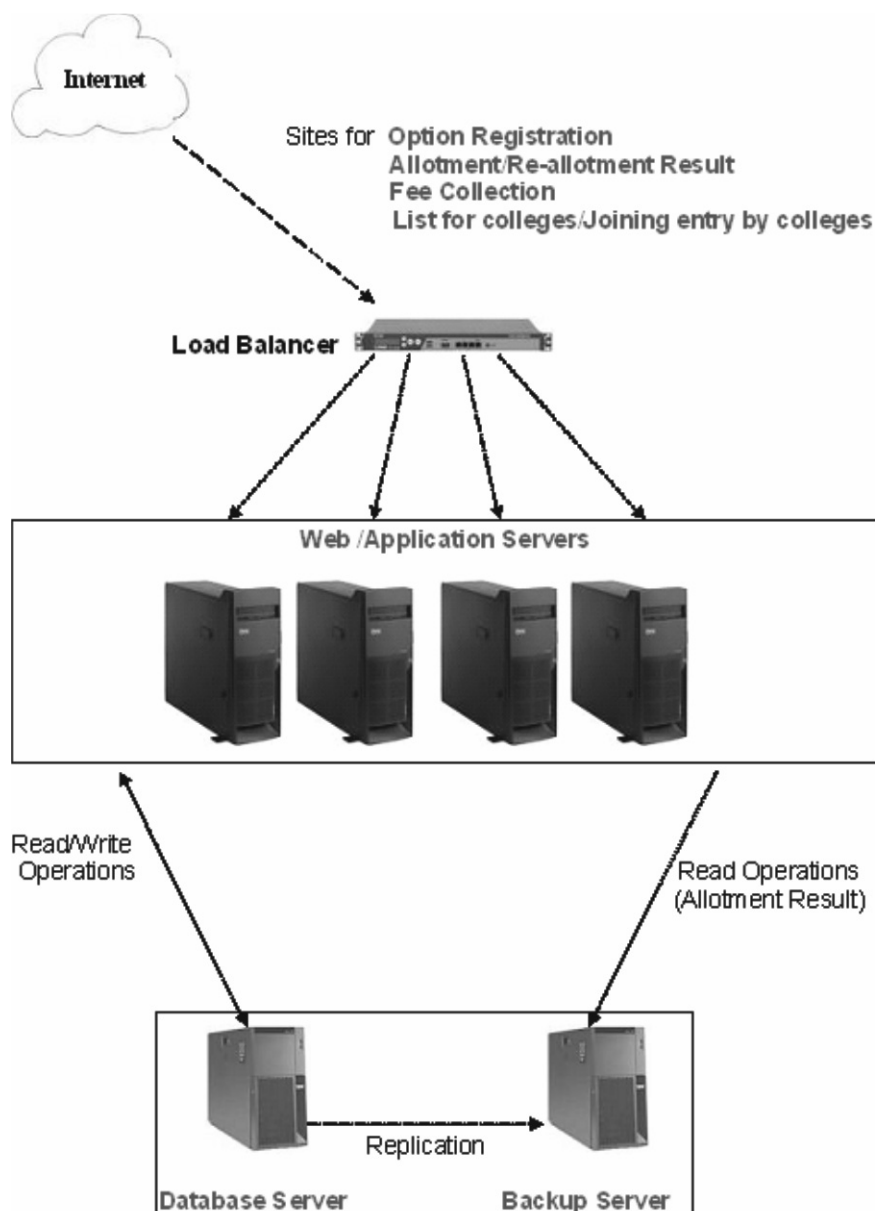 Internet
Sites for Option Registration
Allotment/Re-allotment Result
Fee Collection
List for colleges/Joining entry by colleges
Load Balancer
Web /Application Servers
Read/Write
Operations
Read Operations
(Allotment Result)
Replication
Database Server
Backup Server